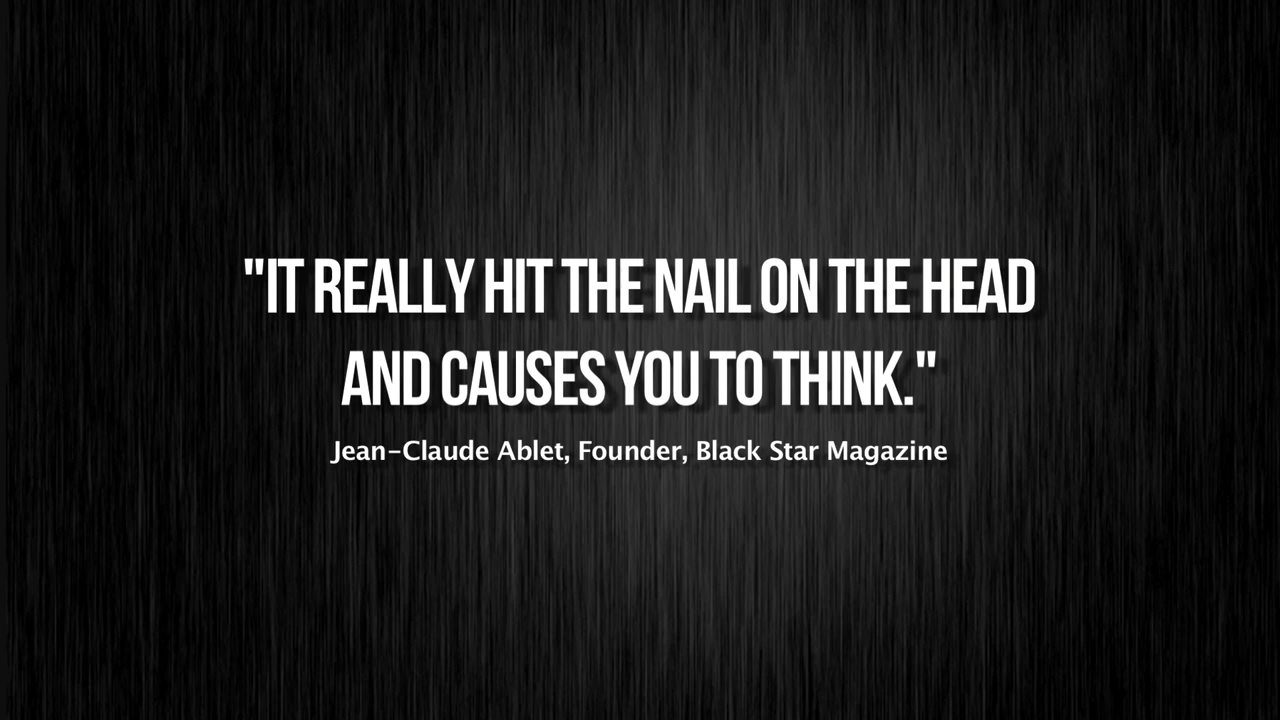 "IT REALLY HIT THE NAIL ON THE HEAD
AND CAUSES YOU TO THINK."
Jean-Claude Ablet, Founder, Black Star Magazine